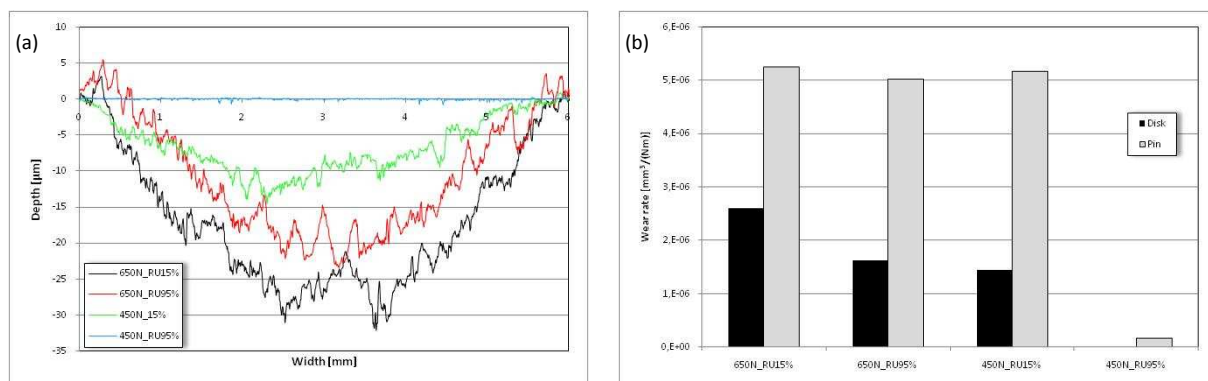 (a)
10
5
0
-5
-10
-15
-20
-25
-30
-35
0 1 2 3 4 5 6
Depth [µm]
Width [mm]
650N_RU15%
650N_RU95%
450N_15%
450N_RU95%
(b)
6,E-06
5,E-06
4,E-06
3,E-06
2,E-06
1,E-06
0,E+00
Wear rate [mm³/(Nm)]
Disk
Pin
650N_RU15% 650N_RU95% 450N_RU15% 450N_RU95%